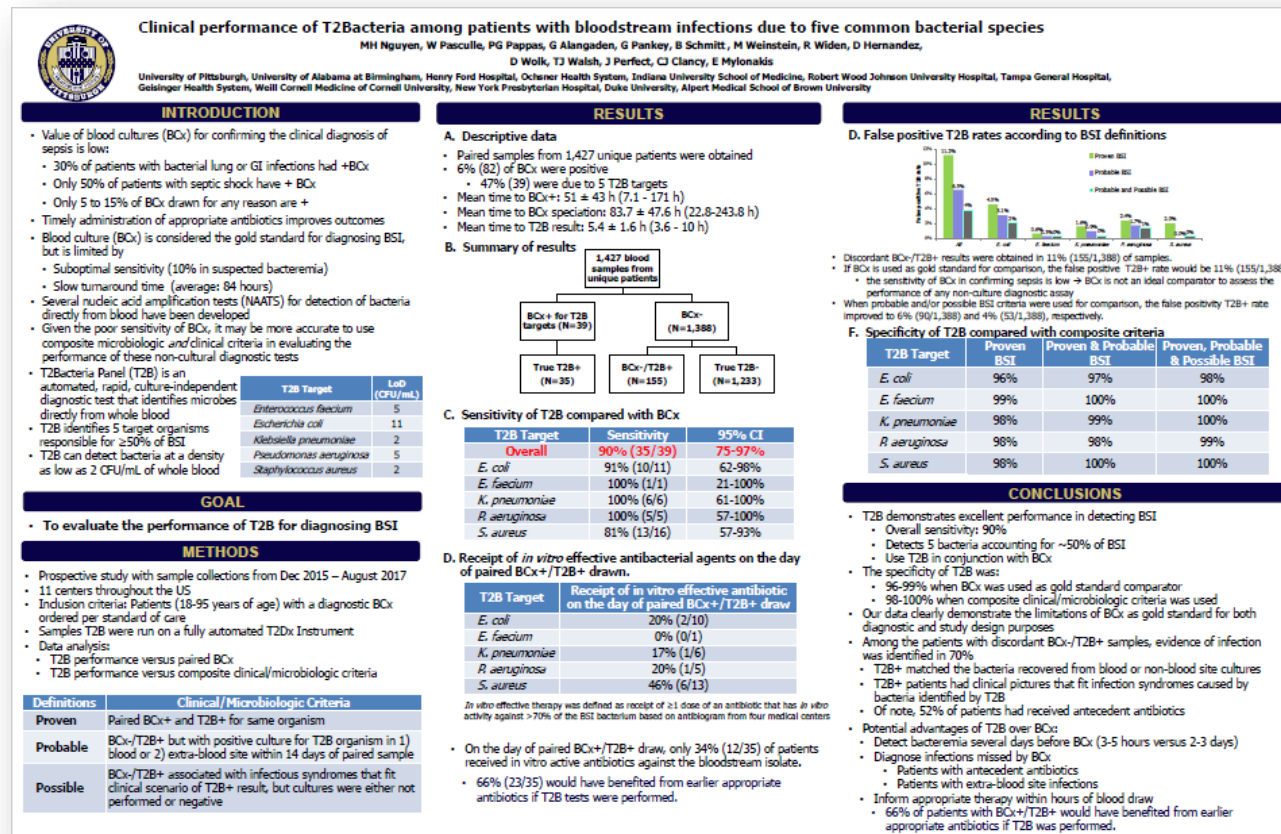 Clinical performance of T2Bacteria among patients with bloodstream infections due to five common bacterial species
MH Nguyen, W Pasculle, PG Pappas, G Alangaden, G Pankey, B Schmitt , M Weinstein, R Widen, D Hernandez,
D Wolk, TJ Walsh, J Perfect, CJ Clancy, E Mylonakis
University of Pittsburgh, University of Alabama at Birmingham, Henry Ford Hospital, Ochsner Health System, Indiana University School of Medicine, Robert Wood Johnson University Hospital, Tampa General Hospital,
Geisinger Health System, Weill Cornell Medicine of Cornell University, New York Presbyterian Hospital, Duke University, Alpert Medical School of Brown University
UNIVERSITY OF
PITTSBURGH
INTRODUCTION
• Value of blood cultures (BCx) for confirming the clinical diagnosis of
sepsis is low:
• 30% of patients with bacterial lung or GI infections had +BCx
• Only 50% of patients with septic shock have + BCx
• Only 5 to 15% of BCx drawn for any reason are +
• Timely administration of appropriate antibiotics improves outcomes
• Blood culture (BCx) is considered the gold standard for diagnosing BSI,
but is limited by
• Suboptimal sensitivity (10% in suspected bacteremia)
• Slow turnaround time (average: 84 hours)
• Several nucleic acid amplification tests (NAATS) for detection of bacteria
directly from blood have been developed
• Given the poor sensitivity of BCx, it may be more accurate to use
composite microbiologic and clinical criteria in evaluating the
performance of these non-cultural diagnostic tests
• T2Bacteria Panel (T2B) is an
automated, rapid, culture-independent
diagnostic test that identifies microbes
directly from whole blood
• T2B identifies 5 target organisms
responsible for ≥50% of BSI
• T2B can detect bacteria at a density
as low as 2 CFU/mL of whole blood
T2B Target LoD (CFU/mL)
Enterococcus faecium 5
Escherichia coli 11
Klebsiella pneumoniae 2
Pseudomonas aeruginosa 5
Staphylococcus aureus 2
GOAL
• To evaluate the performance of T2B for diagnosing BSI
METHODS
• Prospective study with sample collections from Dec 2015 – August 2017
• 11 centers throughout the US
• Inclusion criteria: Patients (18-95 years of age) with a diagnostic BCx
ordered per standard of care
• Samples T2B were run on a fully automated T2Dx Instrument
• Data analysis:
• T2B performance versus paired BCx
• T2B performance versus composite clinical/microbiologic criteria
Definitions Clinical/Microbiologic Criteria
Proven Paired BCx+ and T2B+ for same organism
Probable BCx-/T2B+ but with positive culture for T2B organism in 1)
blood or 2) extra-blood site within 14 days of paired sample
Possible BCx-/T2B+ associated with infectious syndromes that fit
clinical scenario of T2B+ result, but cultures were either not
performed or negative
RESULTS
A. Descriptive data
• Paired samples from 1,427 unique patients were obtained
• 6% (82) of BCx were positive
• 47% (39) were due to 5 T2B targets
• Mean time to BCx+: 51 ± 43 h (7.1 - 171 h)
• Mean time to BCx speciation: 83.7 ± 47.6 h (22.8-243.8 h)
• Mean time to T2B result: 5.4 ± 1.6 h (3.6 - 10 h)
B. Summary of results
1,427 blood
samples from
unique patients
BCx+ for T2B
targets (N=39)
BCx-
(N=1,388)
True T2B+
(N=35)
BCx-/T2B+
(N=155)
True T2B-
(N=1,233)
C. Sensitivity of T2B compared with BCx
T2B Target Sensitivity 95% CI
Overall 90% (35/39) 75-97%
E. coli 91% (10/11) 62-98%
E. faecium 100% (1/1) 21-100%
K. pneumoniae 100% (6/6) 61-100%
P. aeruginosa 100% (5/5) 57-100%
S. aureus 81% (13/16) 57-93%
D. Receipt of in vitro effective antibacterial agents on the day
of paired BCx+/T2B+ drawn.
T2B Target Receipt of in vitro effective antibiotic
on the day of paired BCx+/T2B+ draw
E. coli 20% (2/10)
E. faecium 0% (0/1)
K. pneumoniae 17% (1/6)
P. aeruginosa 20% (1/5)
S. aureus 46% (6/13)
In vitro effective therapy was defined as receipt of ≥1 dose of an antibiotic that has in vitro
activity against >70% of the BSI bacterium based on antibiogram from four medical centers
• On the day of paired BCx+/T2B+ draw, only 34% (12/35) of patients
received in vitro active antibiotics against the bloodstream isolate.
• 66% (23/35) would have benefited from earlier appropriate
antibiotics if T2B tests were performed.
RESULTS
D. False positive T2B rates according to BSI definitions
Proven BSI
Probable BSI
Probable and Possible BSI
• Discordant BCx-/T2B+ results were obtained in 11% (155/1,388) of samples.
• If BCx is used as gold standard for comparison, the false positive T2B+ rate would be 11% (155/1,388
• the sensitivity of BCx in confirming sepsis is low → BCx is not an ideal comparator to assess the
performance of any non-culture diagnostic assay
• When probable and/or possible BSI criteria were used for comparison, the false positivity T2B+ rate
improved to 6% (90/1,388) and 4% (53/1,388), respectively.
F. Specificity of T2B compared with composite criteria
T2B Target Proven BSI Proven & Probable BSI Proven, Probable & Possible BSI
E. coli 96% 97% 98%
E. faecium 99% 100% 100%
K. pneumoniae 98% 99% 100%
P. aeruginosa 98% 98% 99%
S. aureus 98% 100% 100%
CONCLUSIONS
• T2B demonstrates excellent performance in detecting BSI
• Overall sensitivity: 90%
• Detects 5 bacteria accounting for ~50% of BSI
• Use T2B in conjunction with BCx
• The specificity of T2B was:
• 96-99% when BCx was used as gold standard comparator
• 98-100% when composite clinical/microbiologic criteria was used
• Our data clearly demonstrate the limitations of BCx as gold standard for both
diagnostic and study design purposes
• Among the patients with discordant BCx-/T2B+ samples, evidence of infection
was identified in 70%
• T2B+ matched the bacteria recovered from blood or non-blood site cultures
• T2B+ patients had clinical pictures that fit infection syndromes caused by
bacteria identified by T2B
• Of note, 52% of patients had received antecedent antibiotics
• Potential advantages of T2B over BCx:
• Detect bacteremia several days before BCx (3-5 hours versus 2-3 days)
• Diagnose infections missed by BCx
• Patients with antecedent antibiotics
• Patients with extra-blood site infections
• Inform appropriate therapy within hours of blood draw
• 66% of patients with BCx+/T2B+ would have benefited from earlier
appropriate antibiotics if T2B was performed.